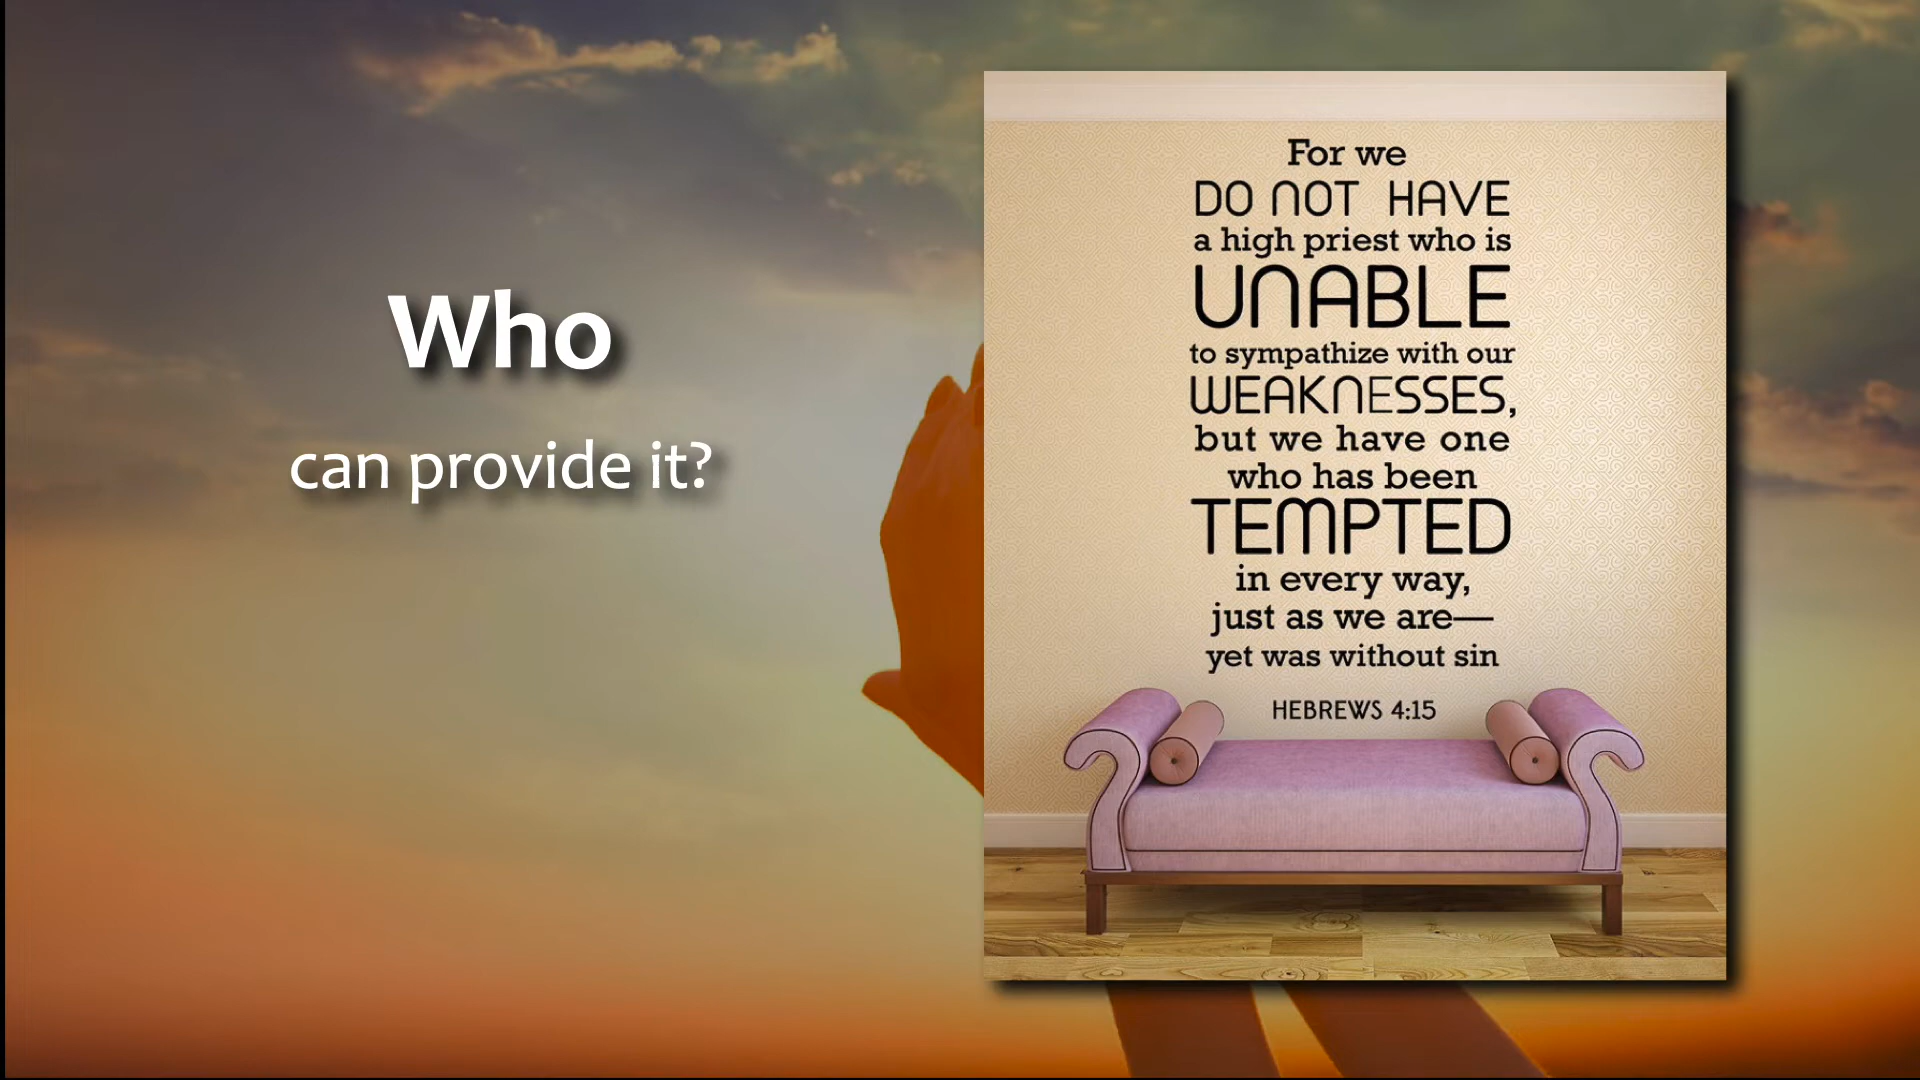 Who
can provide it?
For we
DO NOT HAVE
a high priest who is
UNABLE
to sympathize with our
WEAKNESSES,
but we have one
who has been
TEMPTED
in every way,
just as we are—
yet was without sin
HEBREWS 4:15